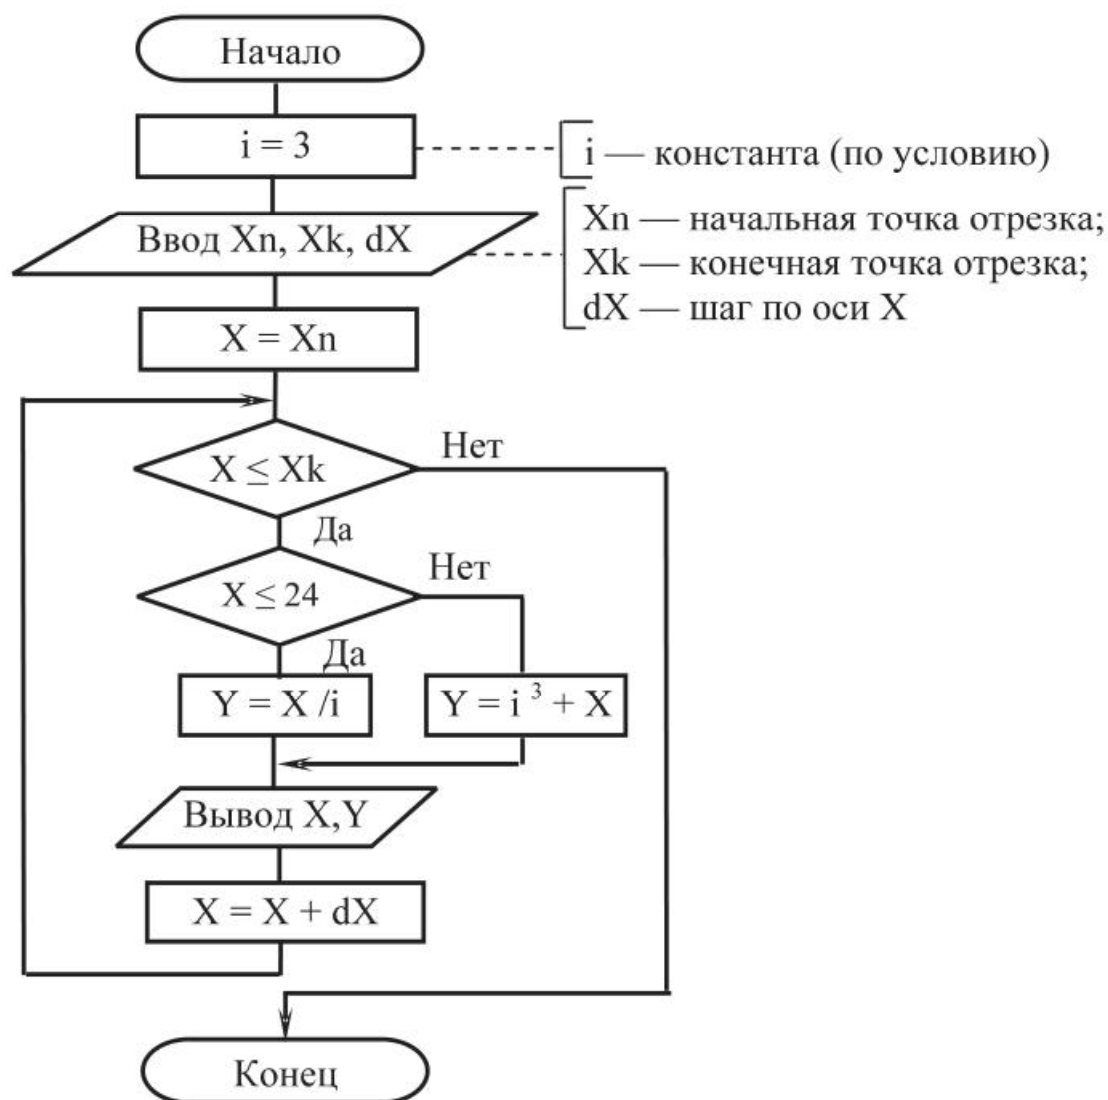 Начало
i = 3
i — константа (по условию)
Ввод Xn, Xk, dX
Xn — начальная точка отрезка;
Xk — конечная точка отрезка;
dX — шаг по оси X
X = Xn
X ≤ Xk
Нет
Да
X ≤ 24
Нет
Да
Y = X /i
Y = i ³ + X
Вывод X,Y
X = X + dX
Конец